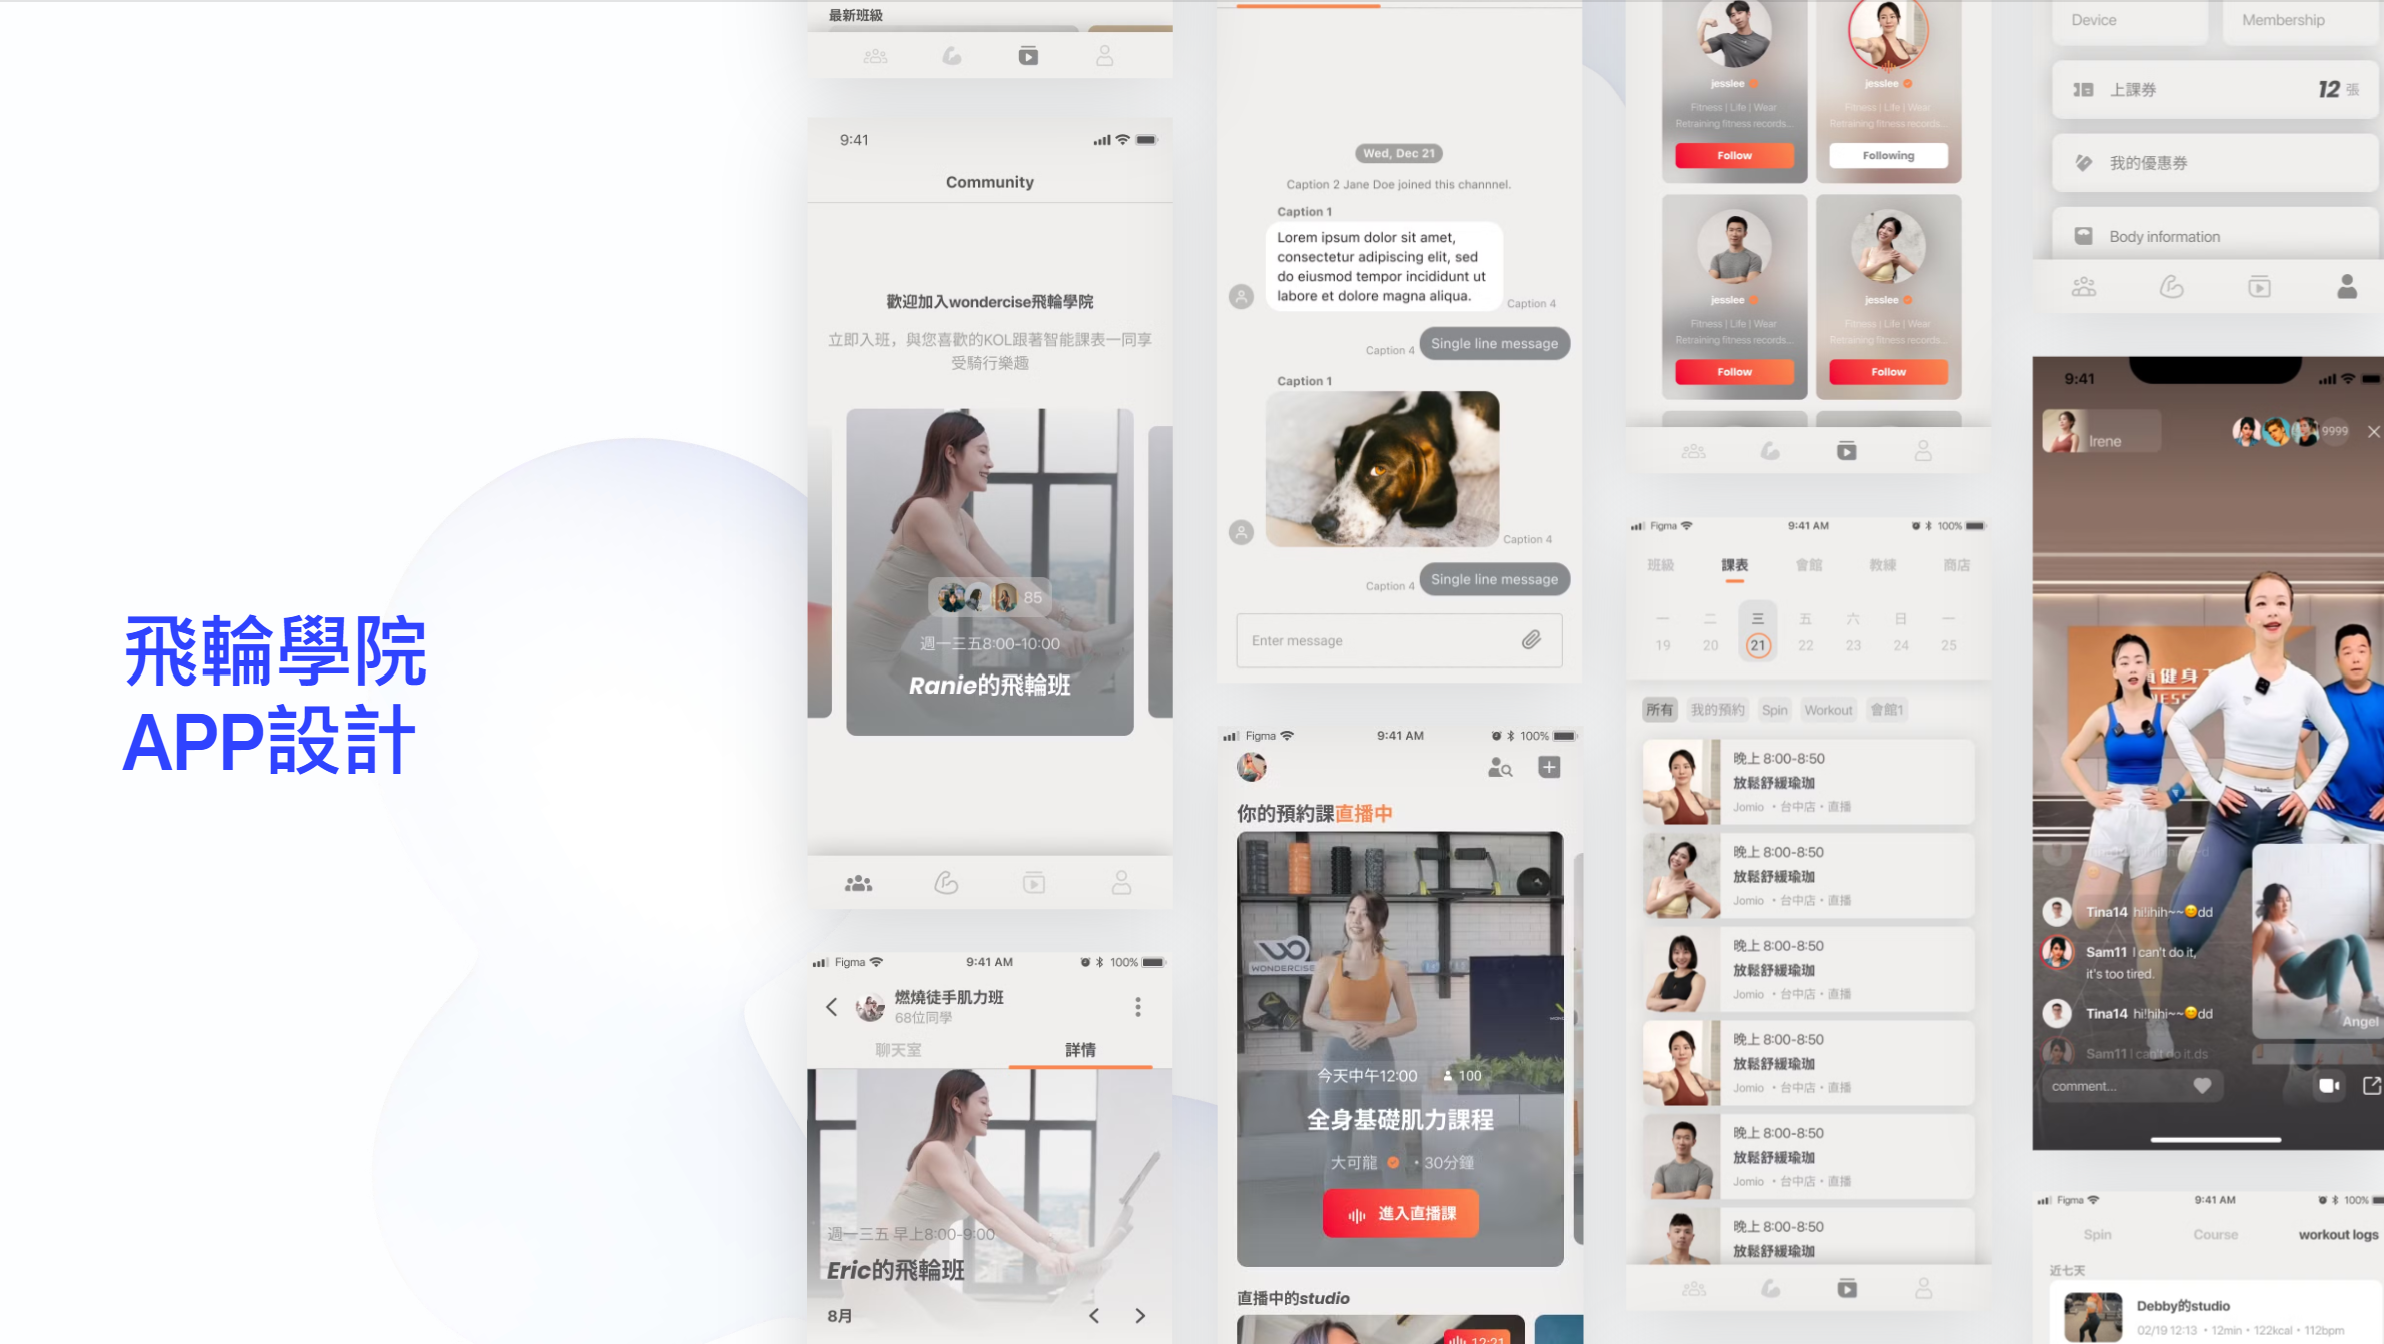 飛輪學院
APP設計
最新班級
9:41
Community
歡迎加入wondercise飛輪學院
立即入班，與您喜歡的KOL跟著智能課表一同享
受騎行樂趣
85
週一三五8:00-10:00
Ranie的飛輪班
Figma
9:41 AM
100%
燃燒徒手肌力班
68位同學
聊天室
詳情
週一三五 早上8:00-9:00
Eric的飛輪班
8月
Wed, Dec 21
Caption 2 Jane Doe joined this channnel.
Caption 1
Lorem ipsum dolor sit amet,
consectetur adipiscing elit, sed
do eiusmod tempor incididunt ut
labore et dolore magna aliqua.
Caption 4
Caption 4
Single line message
Caption 1
Caption 4
Caption 4
Single line message
Enter message
Figma
9:41 AM
100%
你的預約課直播中
WONDERCISE
今天中午12:00
100
全身基礎肌力課程
大可龍
・30分鐘
進入直播課
直播中的studio
12:21
jesslee
Fitness | Life | Wear
Retraining fitness records...
Follow
jesslee
Fitness | Life | Wear
Retraining fitness records...
Following
jesslee
Fitness | Life | Wear
Retraining fitness records...
Follow
jesslee
Fitness | Life | Wear
Retraining fitness records...
Follow
Figma
9:41 AM
100%
班級
課表
會館
教練
商店
一 二 三 五 六 日 一
19 20 21 22 23 24 25
所有
我的預約
Spin
Workout
會館1
晚上 8:00-8:50
放鬆舒緩瑜珈
Jomio ・台中店・直播
晚上 8:00-8:50
放鬆舒緩瑜珈
Jomio ・台中店・直播
晚上 8:00-8:50
放鬆舒緩瑜珈
Jomio ・台中店・直播
晚上 8:00-8:50
放鬆舒緩瑜珈
Jomio ・台中店・直播
晚上 8:00-8:50
放鬆舒緩瑜珈
Jomio ・台中店・直播
晚上 8:00-8:50
放鬆舒緩瑜珈
Device
Membership
上課券
12 張
我的優惠券
Body information
9:41
Irene
9999
健身
Tina14 hi!ihih~~😊dd
Sam11 I can't do it,
it's too tired.
Tina14 hi!hihi~~😊dd
Sam11 I can't do it.ds
Angel
comment...
Figma
9:41 AM
100%
Spin
Course
workout logs
近七天
Debby的studio
02/19 12:13 ・12min・122kcal・112bpm